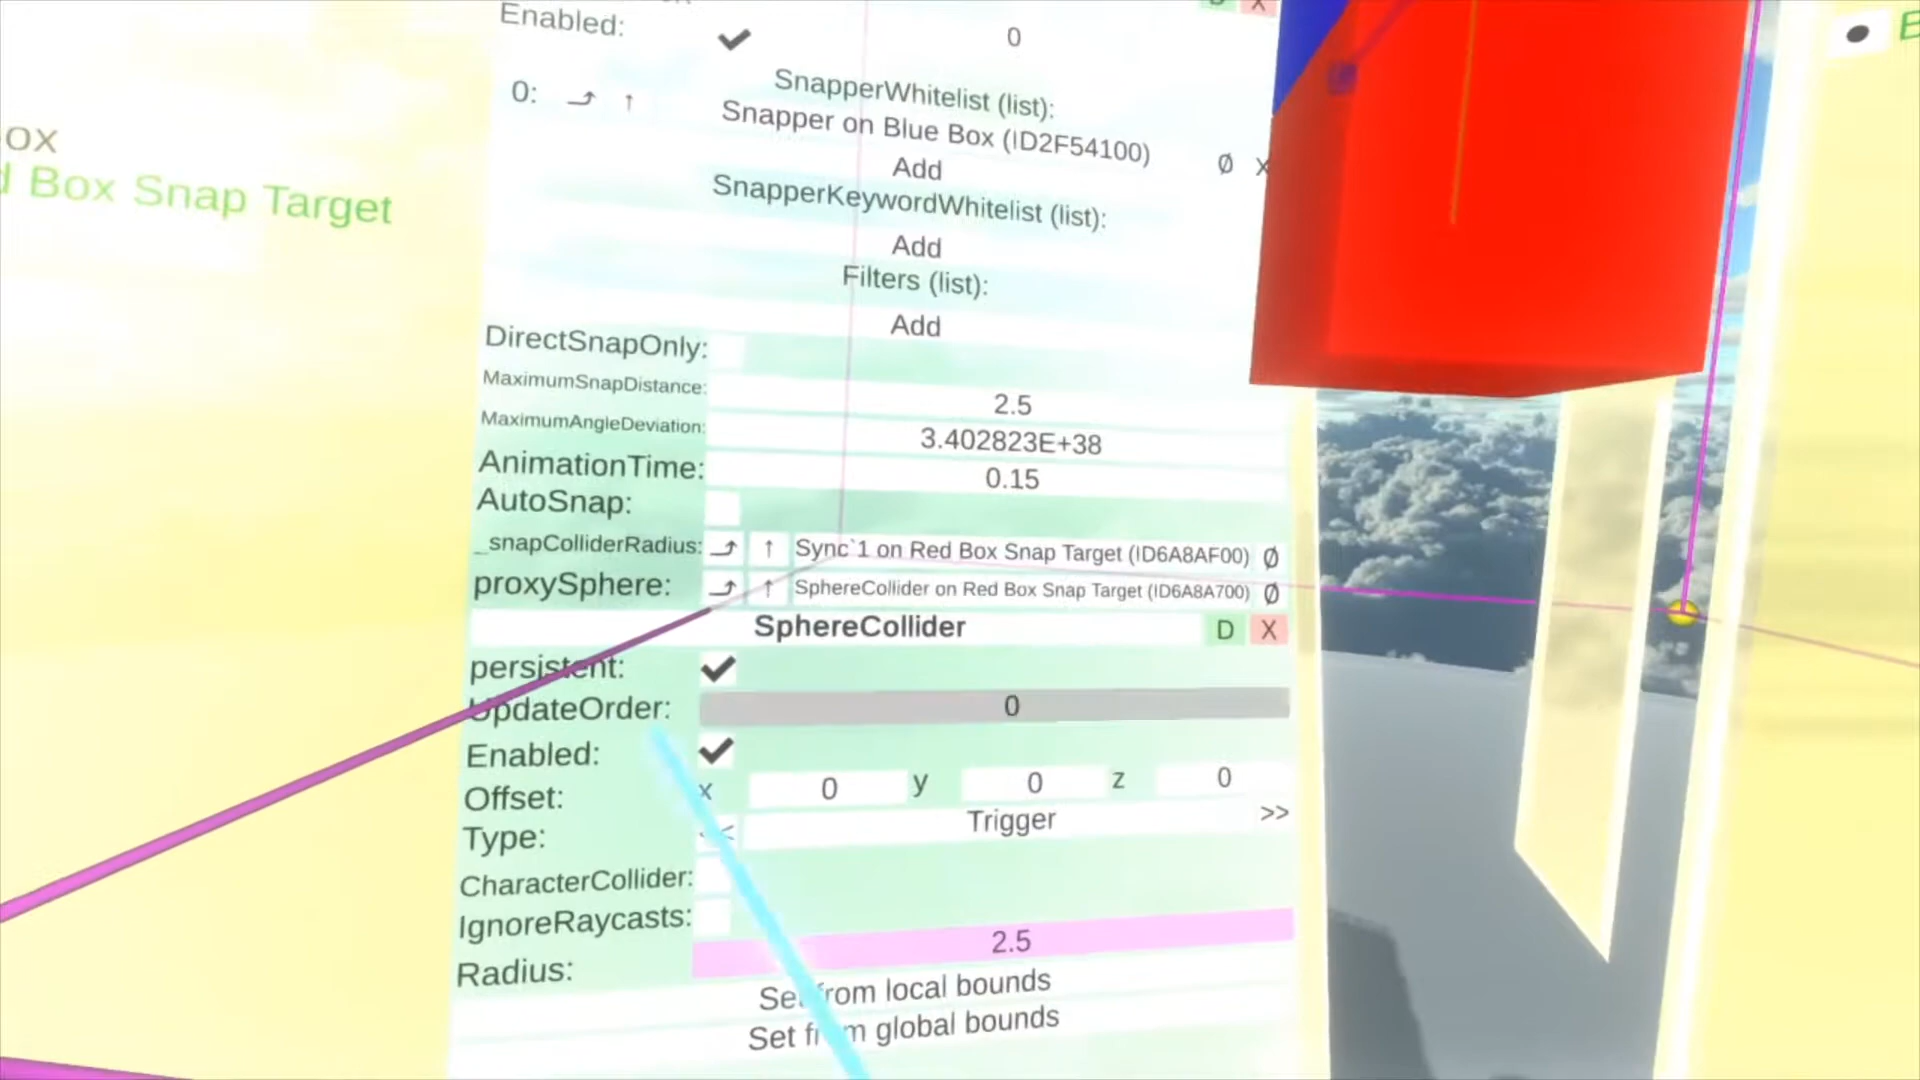 Enabled: 0
SnapperWhitelist (list):
0: Snapper on Blue Box (ID2F54100) Ø X
Add
SnapperKeywordWhitelist (list):
Add
Filters (list):
Add
DirectSnapOnly:
MaximumSnapDistance: 2.5
MaximumAngleDeviation: 3.402823E+38
AnimationTime: 0.15
AutoSnap:
_snapColliderRadius: ↑ Sync`1 on Red Box Snap Target (ID6A8AF00) Ø
proxySphere: ↑ SphereCollider on Red Box Snap Target (ID6A8A700) Ø
SphereCollider D X
persistent:
UpdateOrder: 0
Enabled:
Offset: x 0 y 0 z 0
Type: << Trigger >>
CharacterCollider:
IgnoreRaycasts:
Radius: 2.5
Set from local bounds
Set from global bounds
Box Snap Target